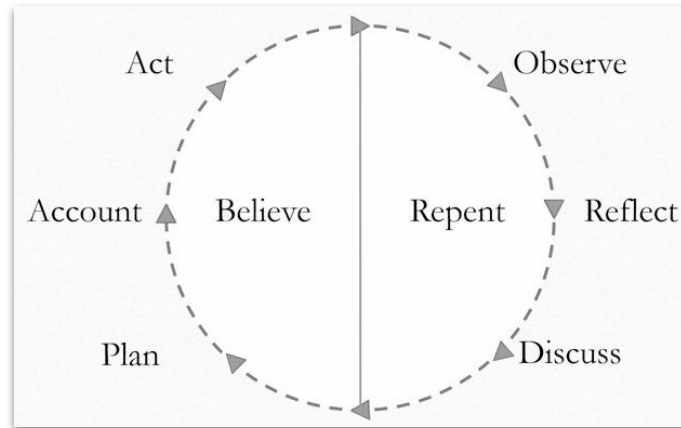 Act
Observe
Account
Believe
Repent
Reflect
Plan
Discuss